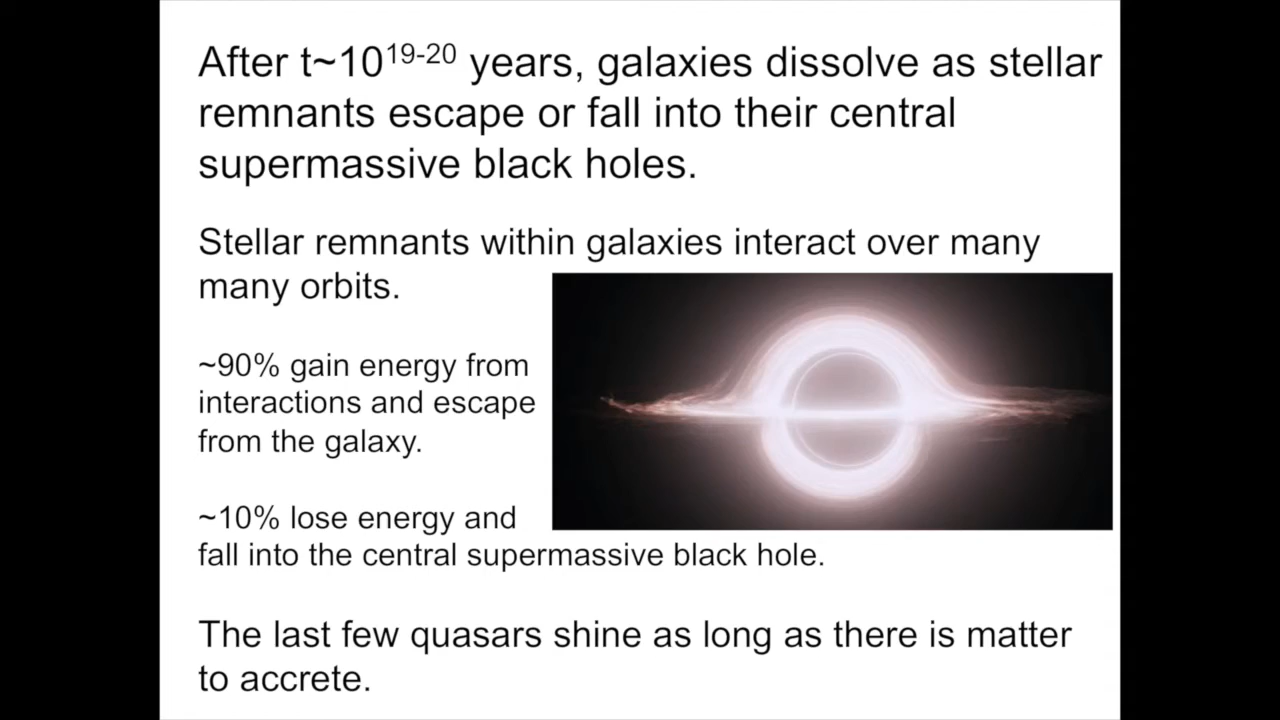 After t~10¹⁹⁻²⁰ years, galaxies dissolve as stellar
remnants escape or fall into their central
supermassive black holes.
Stellar remnants within galaxies interact over many
many orbits.
~90% gain energy from
interactions and escape
from the galaxy.
~10% lose energy and
fall into the central supermassive black hole.
The last few quasars shine as long as there is matter
to accrete.